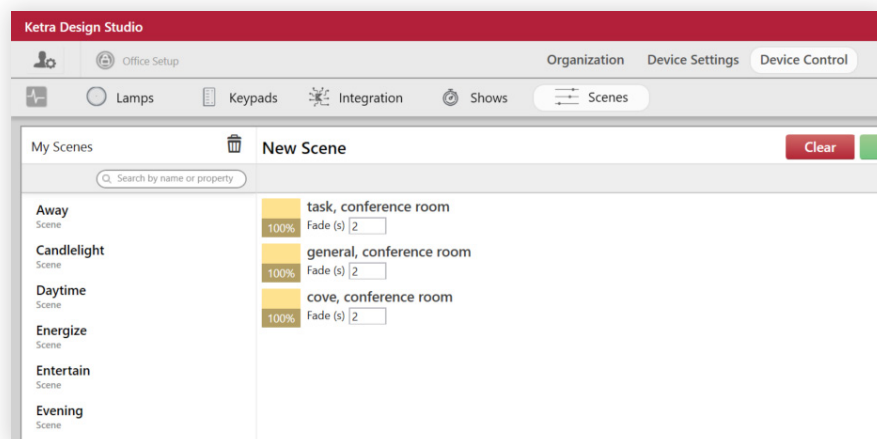 Ketra Design Studio
Office Setup
Organization
Device Settings
Device Control
Lamps
Keypads
Integration
Shows
Scenes
My Scenes
Search by name or property
Away
Scene
Candlelight
Scene
Daytime
Scene
Energize
Scene
Entertain
Scene
Evening
Scene
New Scene
Clear
100%
task, conference room
Fade (s) 2
100%
general, conference room
Fade (s) 2
100%
cove, conference room
Fade (s) 2